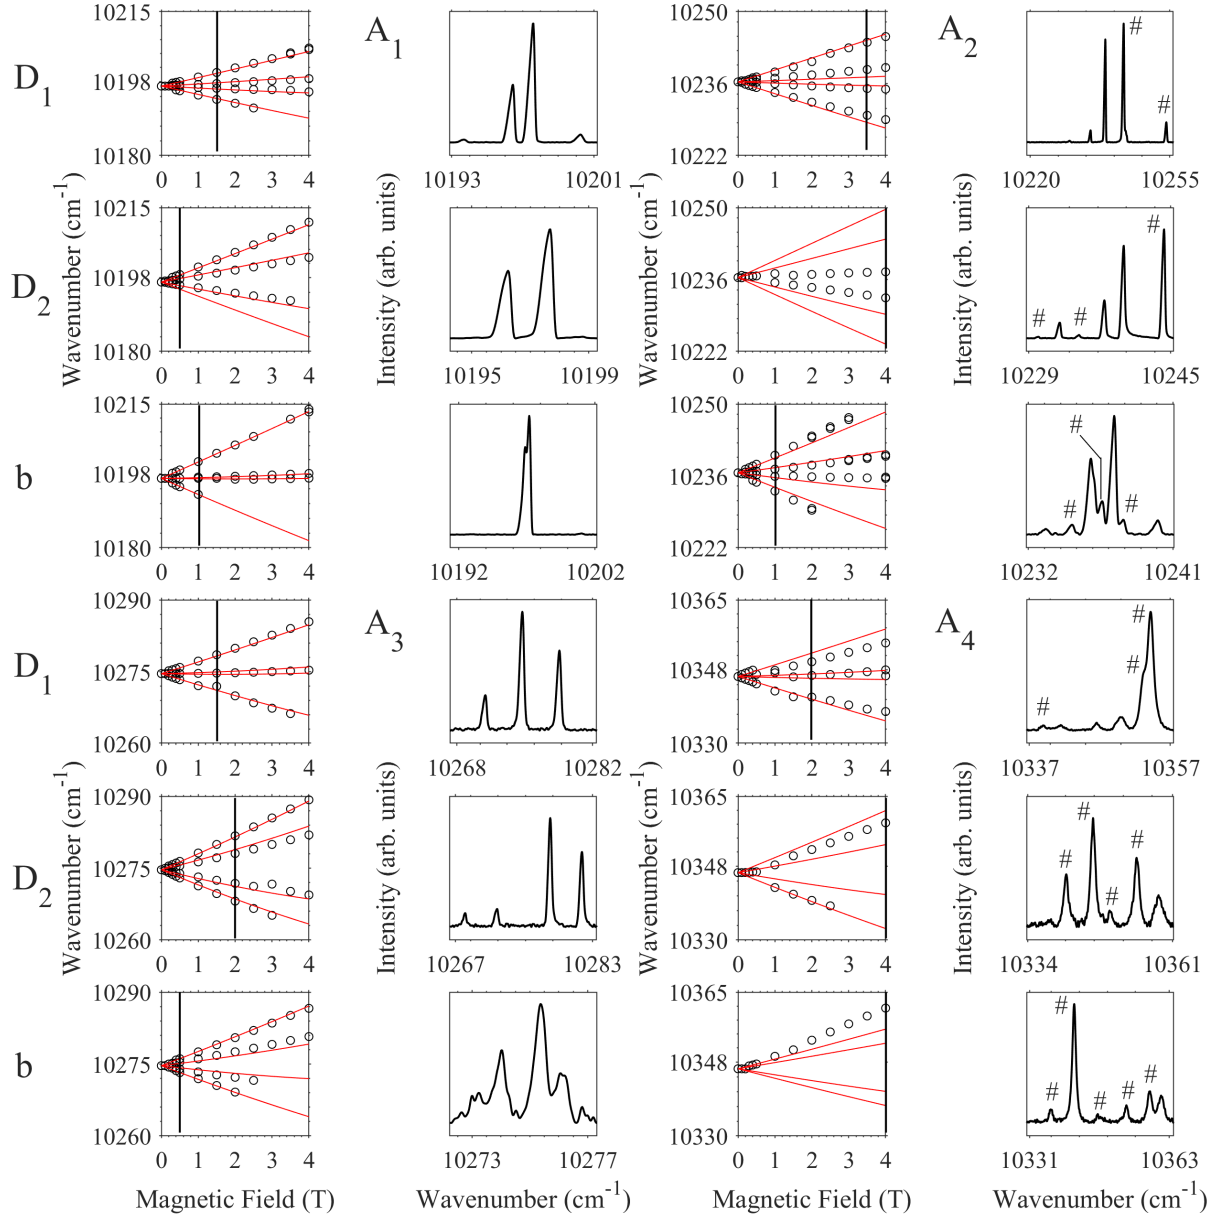 D1
A1
A2
10215
10198
10180
0 1 2 3 4
10193 10201
10250
10236
10222
0 1 2 3 4
#
#
10220 10255
D2
Wavenumber (cm-1)
10215
10198
10180
0 1 2 3 4
Intensity (arb. units)
10195 10199
Wavenumber (cm-1)
10250
10236
10222
0 1 2 3 4
Intensity (arb. units)
#
# #
10229 10245
b
10215
10198
10180
0 1 2 3 4
10192 10202
10250
10236
10222
0 1 2 3 4
#
# #
10232 10241
D1
A3
A4
10290
10275
10260
0 1 2 3 4
10268 10282
10365
10348
10330
0 1 2 3 4
#
#
#
10337 10357
D2
Wavenumber (cm-1)
10290
10275
10260
0 1 2 3 4
Intensity (arb. units)
10267 10283
Wavenumber (cm-1)
10365
10348
10330
0 1 2 3 4
Intensity (arb. units)
#
# #
#
10334 10361
b
10290
10275
10260
0 1 2 3 4
10273 10277
10365
10348
10330
0 1 2 3 4
#
# # # #
10331 10363
Magnetic Field (T)
Wavenumber (cm-1)
Magnetic Field (T)
Wavenumber (cm-1)